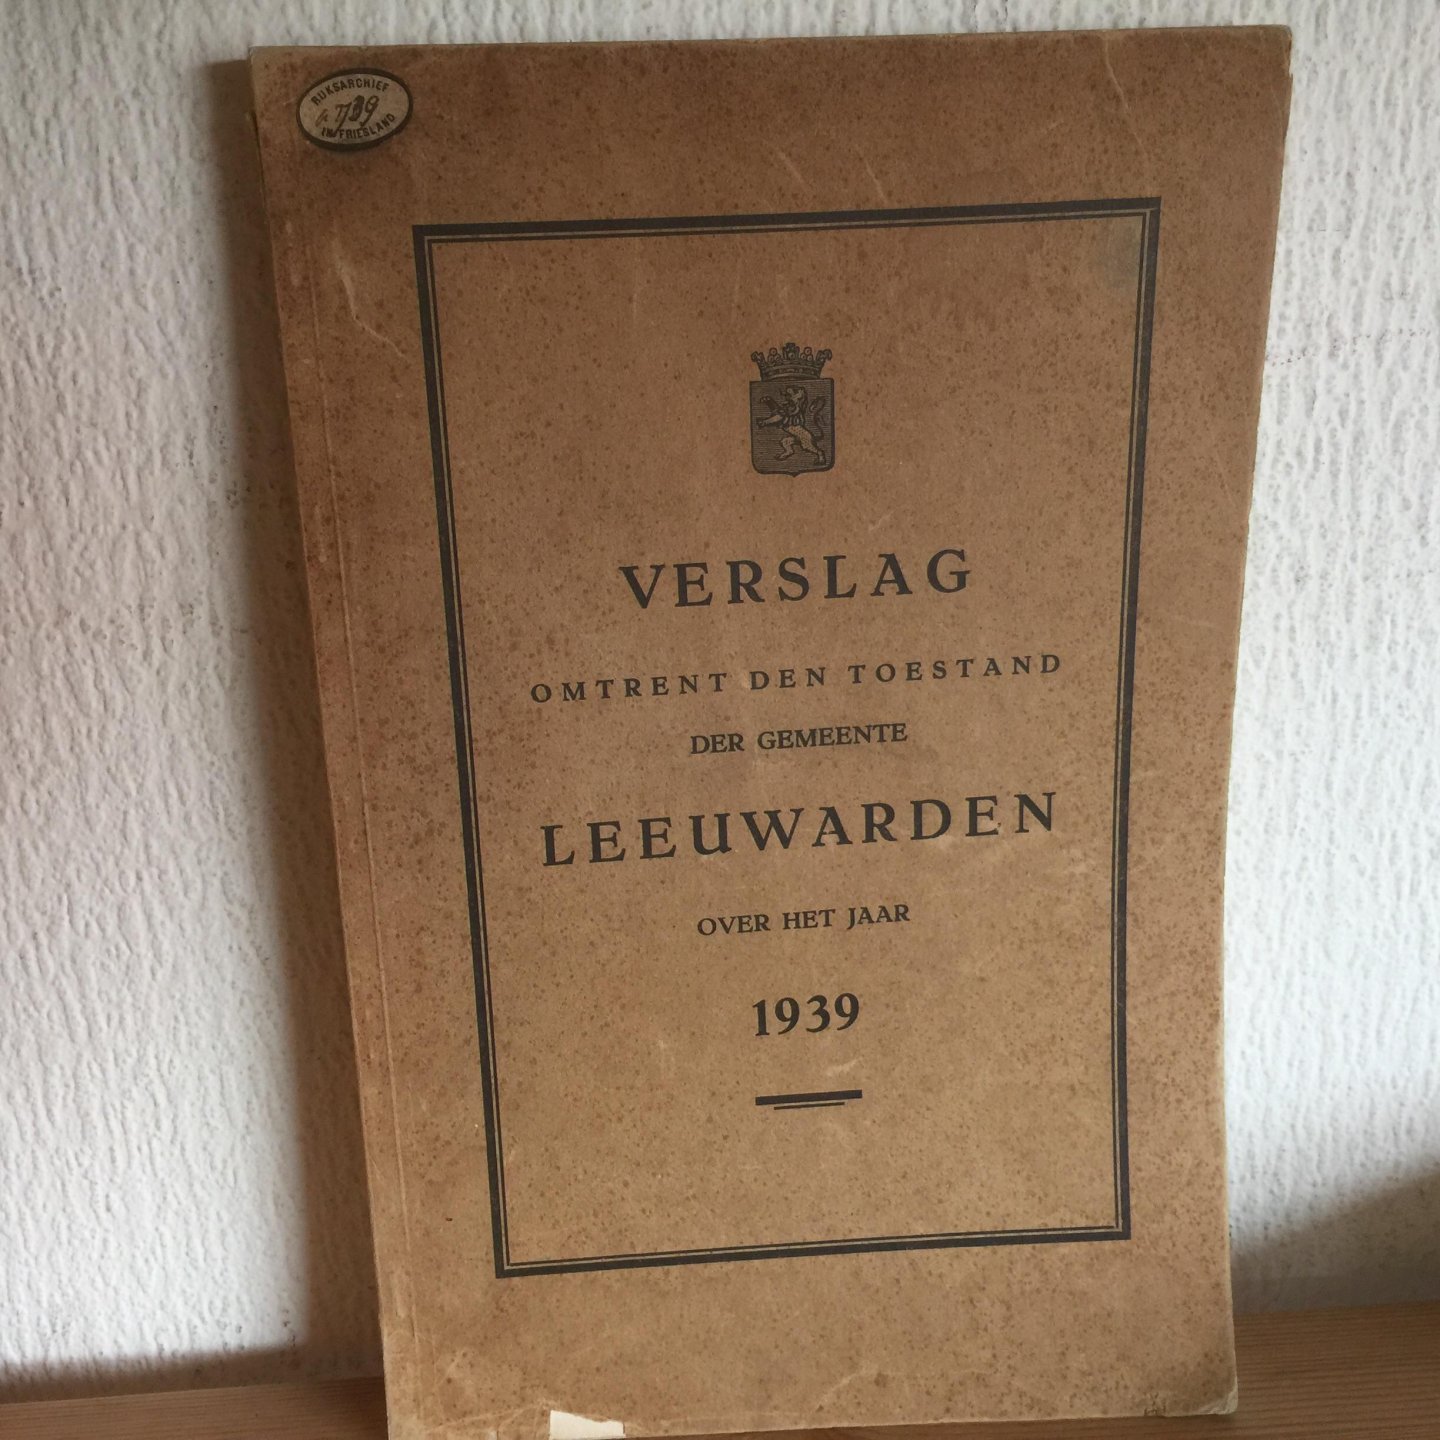 RIJKSARCHIEF
IN FRIESLAND
VERSLAG
OMTRENT DEN TOESTAND
DER GEMEENTE
LEEUWARDEN
OVER HET JAAR
1939